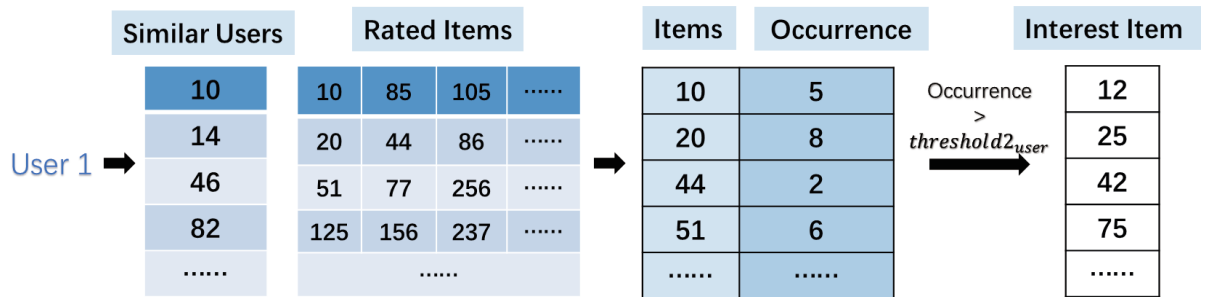 Similar Users Rated Items Items Occurrence Interest Item
User 1
10
14
46
82
......
10 85 105 ......
20 44 86 ......
51 77 256 ......
125 156 237 ......
......
10 5
20 8
44 2
51 6
...... ......
Occurrence
>
threshold2user
12
25
42
75
......